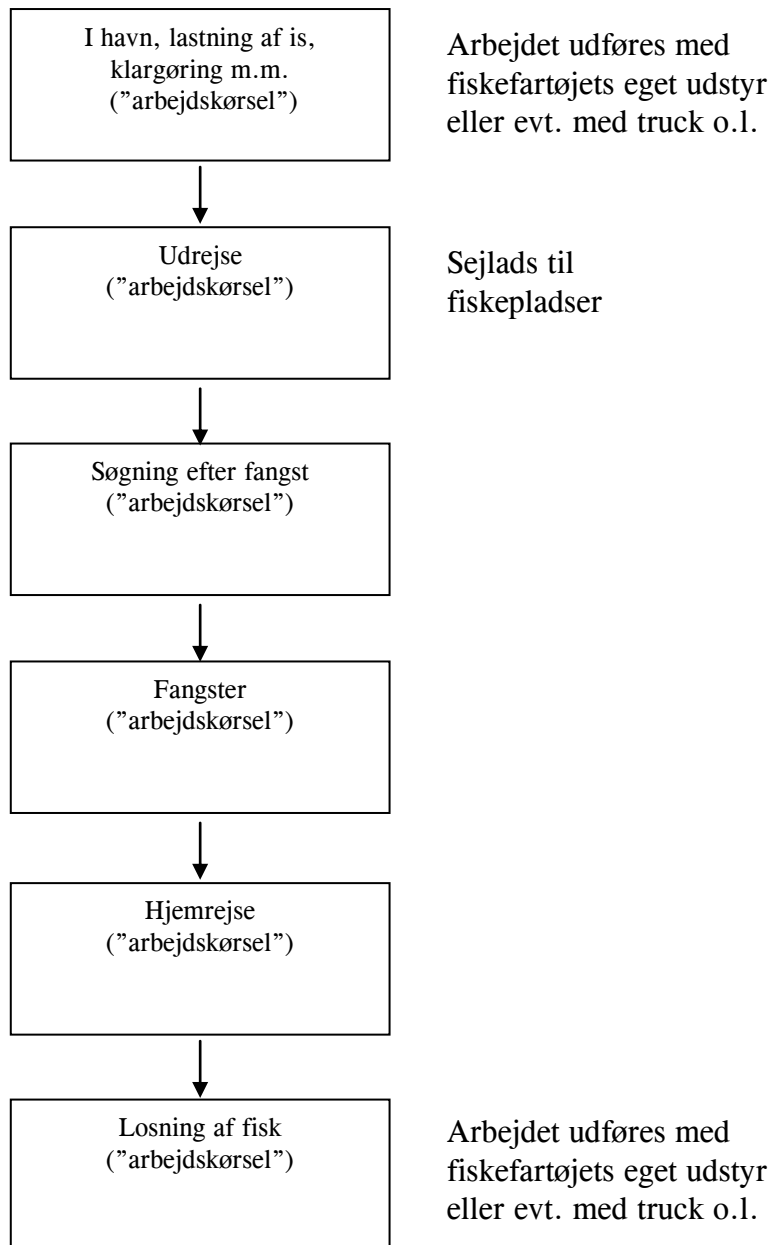 I havn, lastning af is,
klargøring m.m.
(”arbejdskørsel”)
Arbejdet udføres med
fiskefartøjets eget udstyr
eller evt. med truck o.l.
Udrejse
(”arbejdskørsel”)
Sejlads til
fiskepladser
Søgning efter fangst
(”arbejdskørsel”)
Fangster
(”arbejdskørsel”)
Hjemrejse
(”arbejdskørsel”)
Losning af fisk
(”arbejdskørsel”)
Arbejdet udføres med
fiskefartøjets eget udstyr
eller evt. med truck o.l.